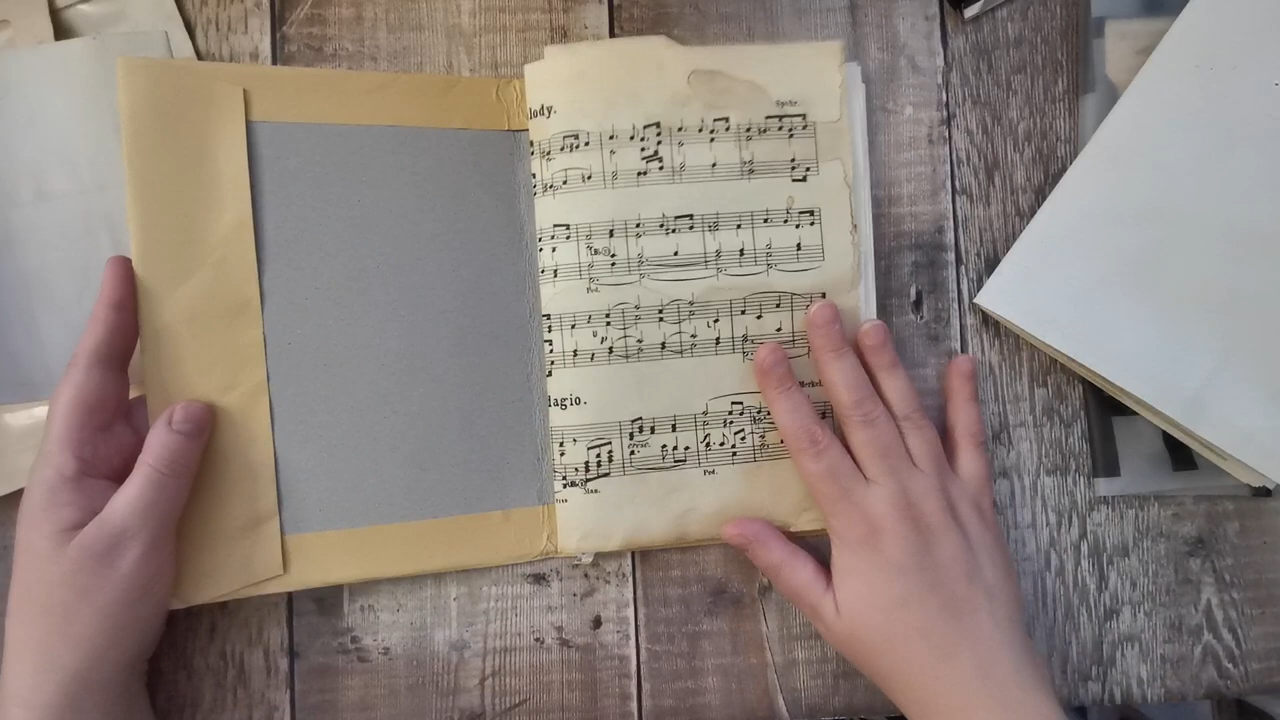 lody.
Spohr.
Ped.
p
Merkel.
dagio.
cresc.
Ped.
Man.